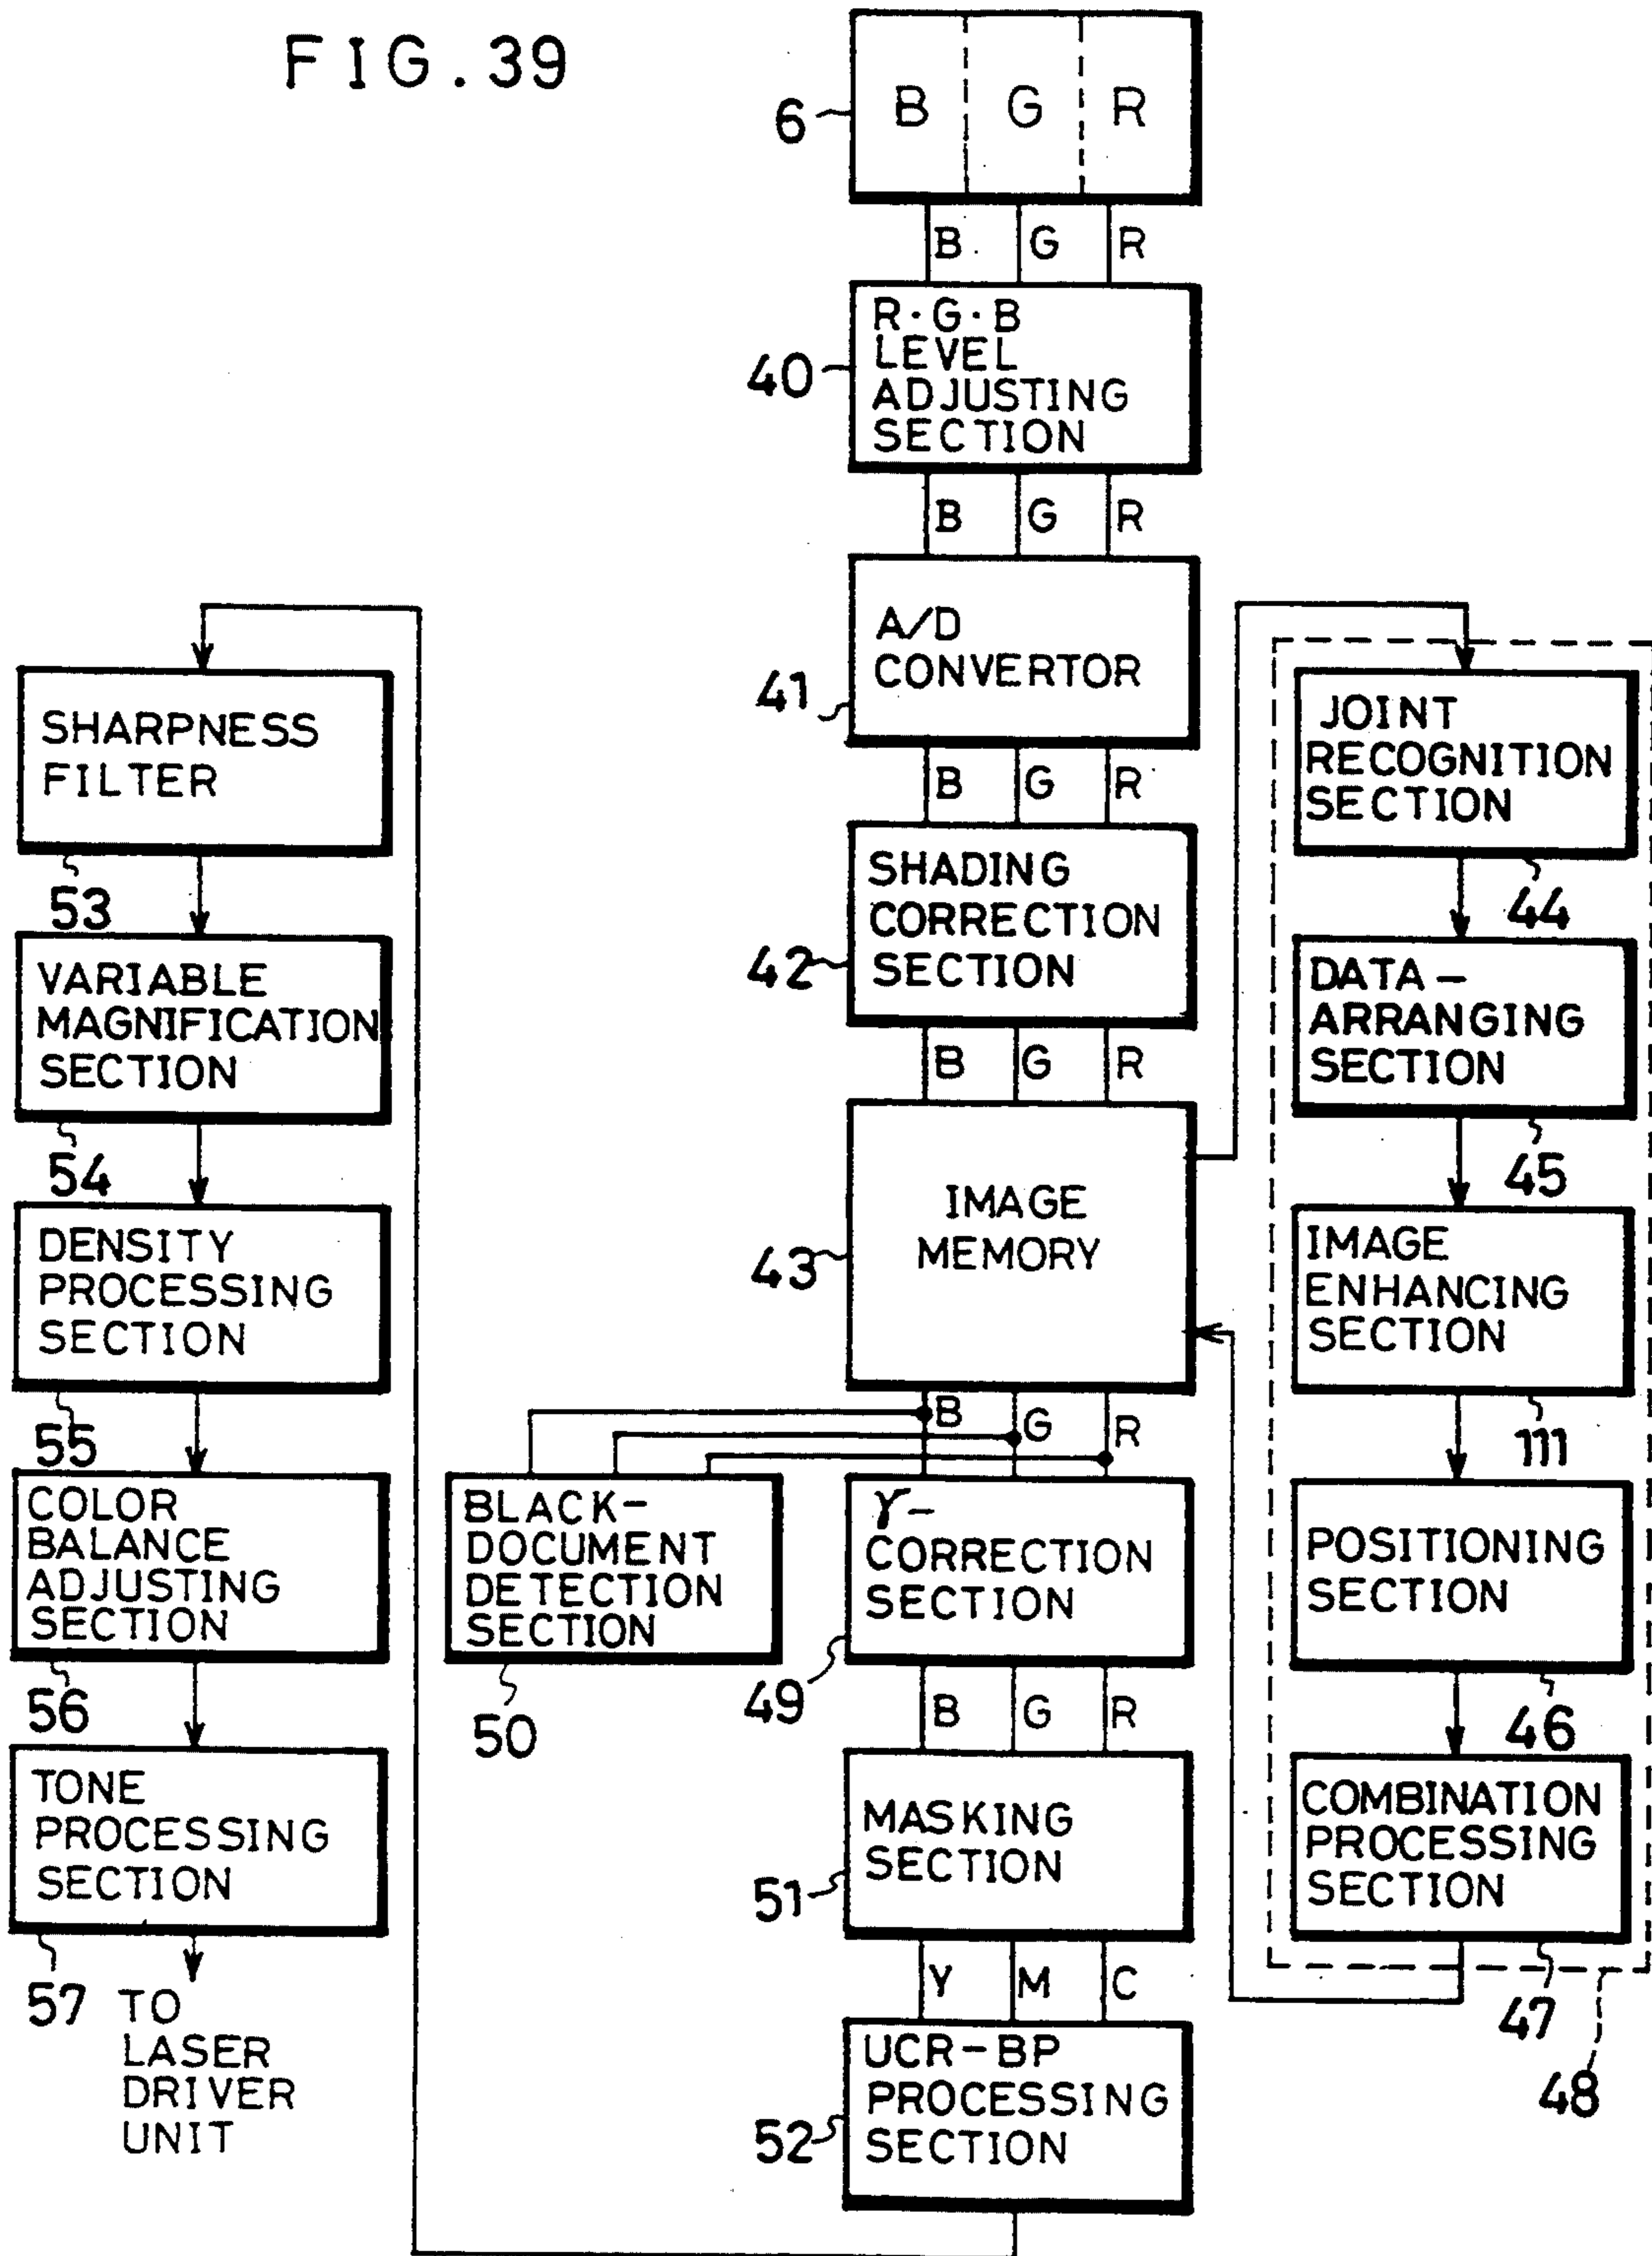 FIG.39
B G R
6
B G R
R·G·B
LEVEL
ADJUSTING
SECTION
40
B G R
A/D
CONVERTOR
41
B G R
SHADING
CORRECTION
SECTION
42
B G R
IMAGE
MEMORY
43
JOINT
RECOGNITION
SECTION
44
DATA-
ARRANGING
SECTION
45
IMAGE
ENHANCING
SECTION
111
POSITIONING
SECTION
46
COMBINATION
PROCESSING
SECTION
47
48
B G R
BLACK-
DOCUMENT
DETECTION
SECTION
50
γ-
CORRECTION
SECTION
49
B G R
MASKING
SECTION
51
Y M C
UCR-BP
PROCESSING
SECTION
52
SHARPNESS
FILTER
53
VARIABLE
MAGNIFICATION
SECTION
54
DENSITY
PROCESSING
SECTION
55
COLOR
BALANCE
ADJUSTING
SECTION
56
TONE
PROCESSING
SECTION
57
TO
LASER
DRIVER
UNIT